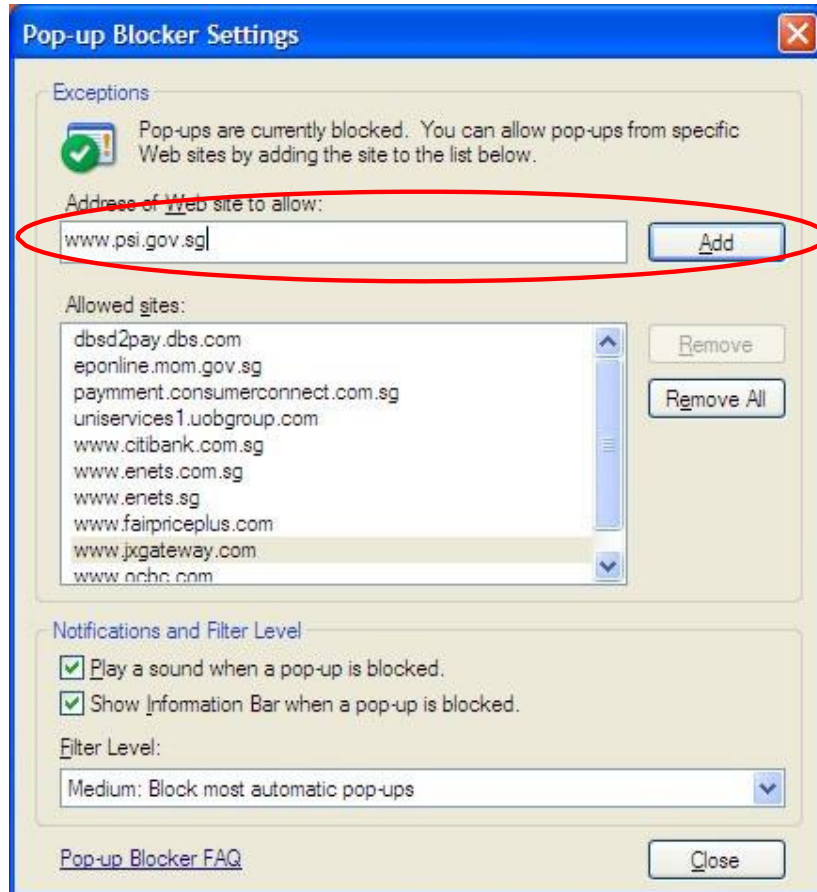 Pop-up Blocker Settings
Exceptions
Pop-ups are currently blocked. You can allow pop-ups from specific
Web sites by adding the site to the list below.
Address of Web site to allow:
www.psi.gov.sg
Add
Allowed sites:
dbsd2pay.dbs.com
eponline.mom.gov.sg
paymment.consumerconnect.com.sg
uniservices1.uobgroup.com
www.citibank.com.sg
www.enets.com.sg
www.enets.sg
www.fairpriceplus.com
www.jxgateway.com
www.ocbc.com
Remove
Remove All
Notifications and Filter Level
Play a sound when a pop-up is blocked.
Show Information Bar when a pop-up is blocked.
Filter Level:
Medium: Block most automatic pop-ups
Pop-up Blocker FAQ
Close